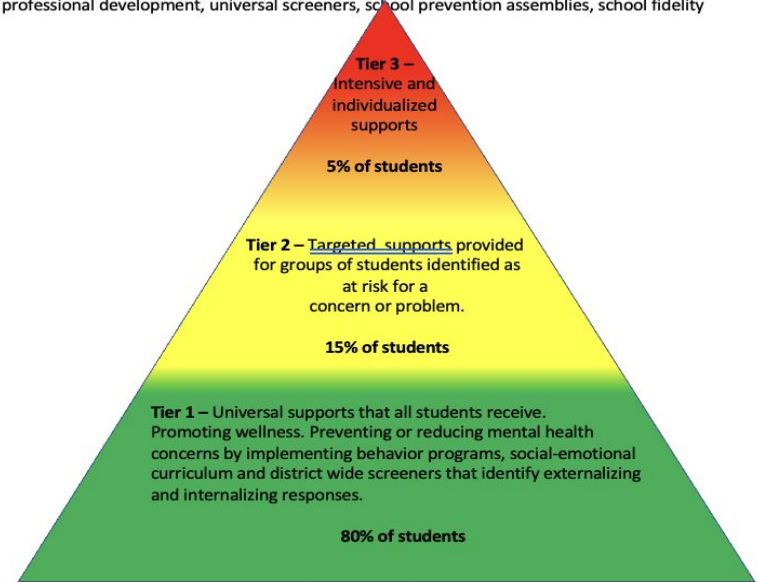 professional development, universal screeners, school prevention assemblies, school fidelity
Tier 3 –
Intensive and
individualized
supports
5% of students
Tier 2 – Targeted  supports provided
for groups of students identified as
at risk for a
concern or problem.
15% of students
Tier 1 – Universal supports that all students receive.
Promoting wellness. Preventing or reducing mental health
concerns by implementing behavior programs, social-emotional
curriculum and district wide screeners that identify externalizing
and internalizing responses.
80% of students